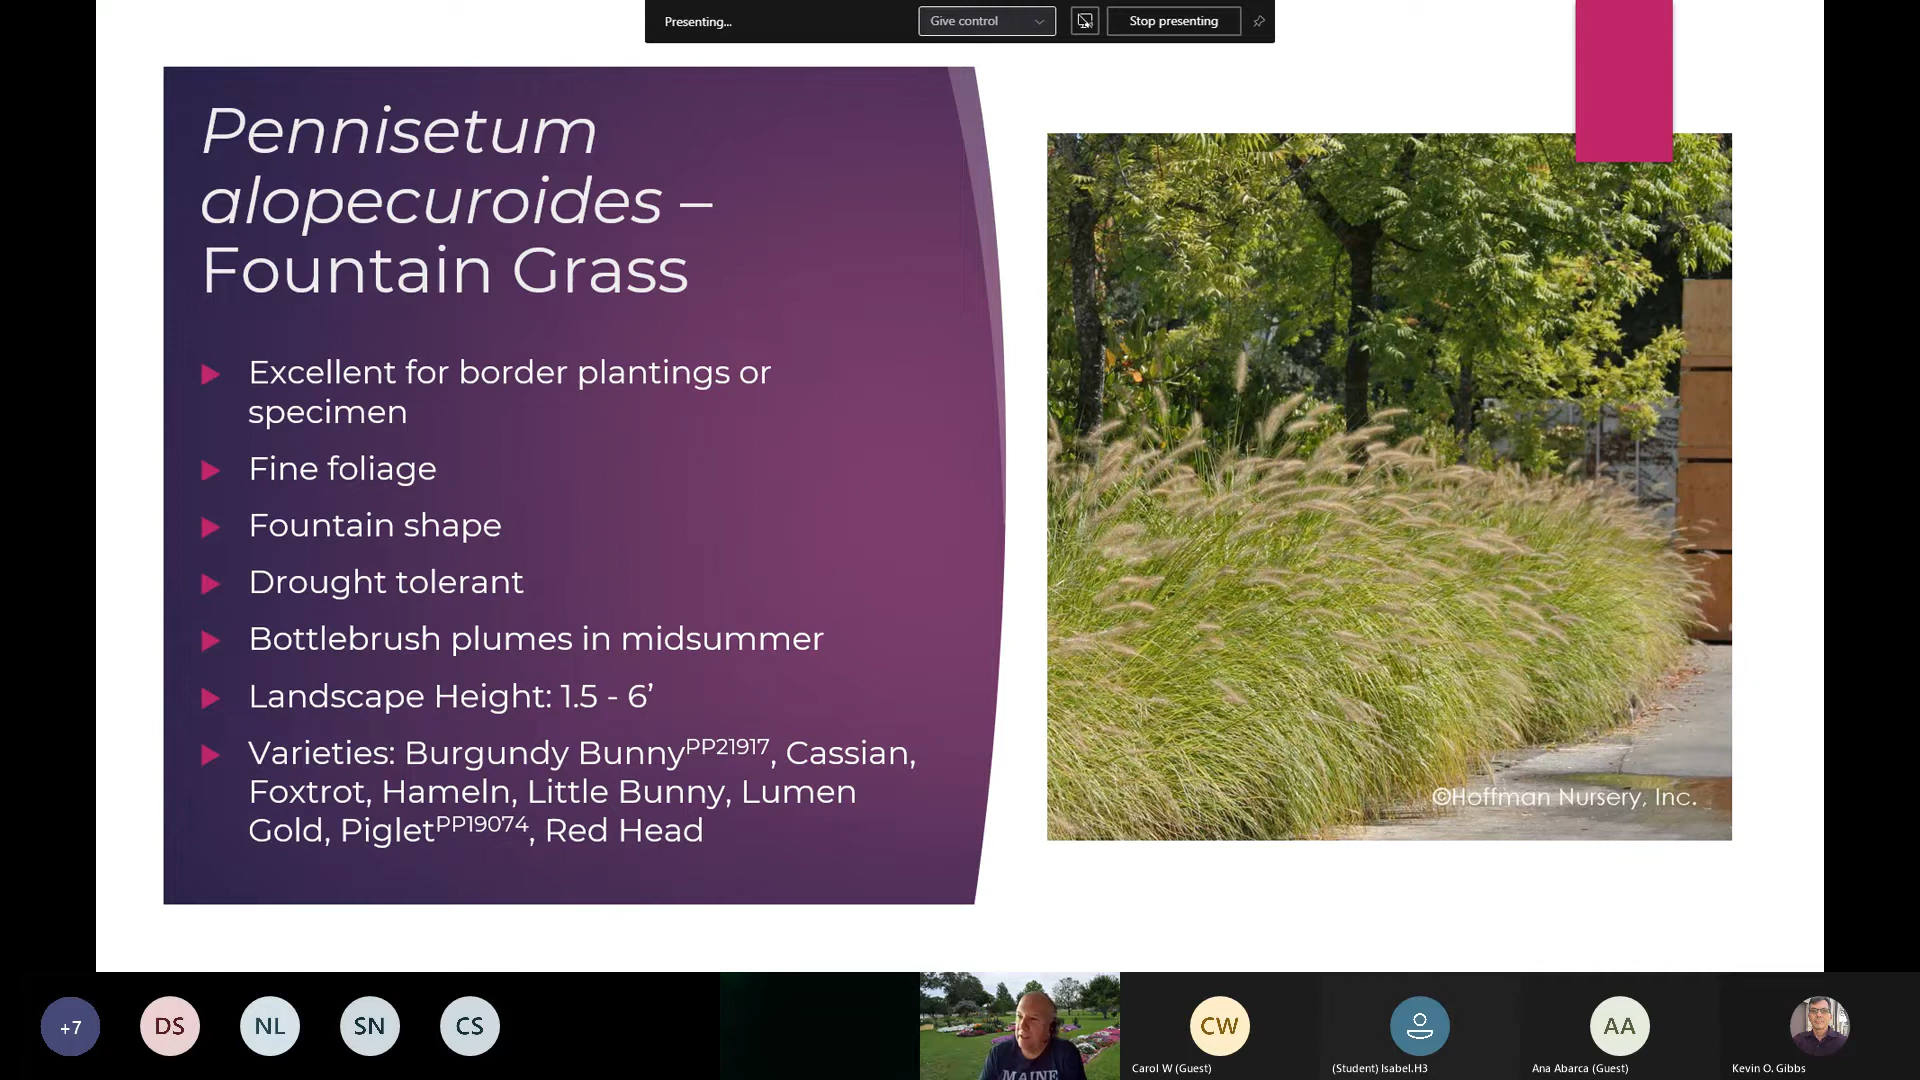 Presenting...
Give control
Stop presenting
Pennisetum
alopecuroides –
Fountain Grass
Excellent for border plantings or
specimen
Fine foliage
Fountain shape
Drought tolerant
Bottlebrush plumes in midsummer
Landscape Height: 1.5 - 6’
Varieties: Burgundy BunnyPP21917, Cassian,
Foxtrot, Hameln, Little Bunny, Lumen
Gold, PigletPP19074, Red Head
©Hoffman Nursery, Inc.
+7
DS
NL
SN
CS
MAINE
CW
AA
Carol W (Guest)
(Student) Isabel.H3
Ana Abarca (Guest)
Kevin O. Gibbs